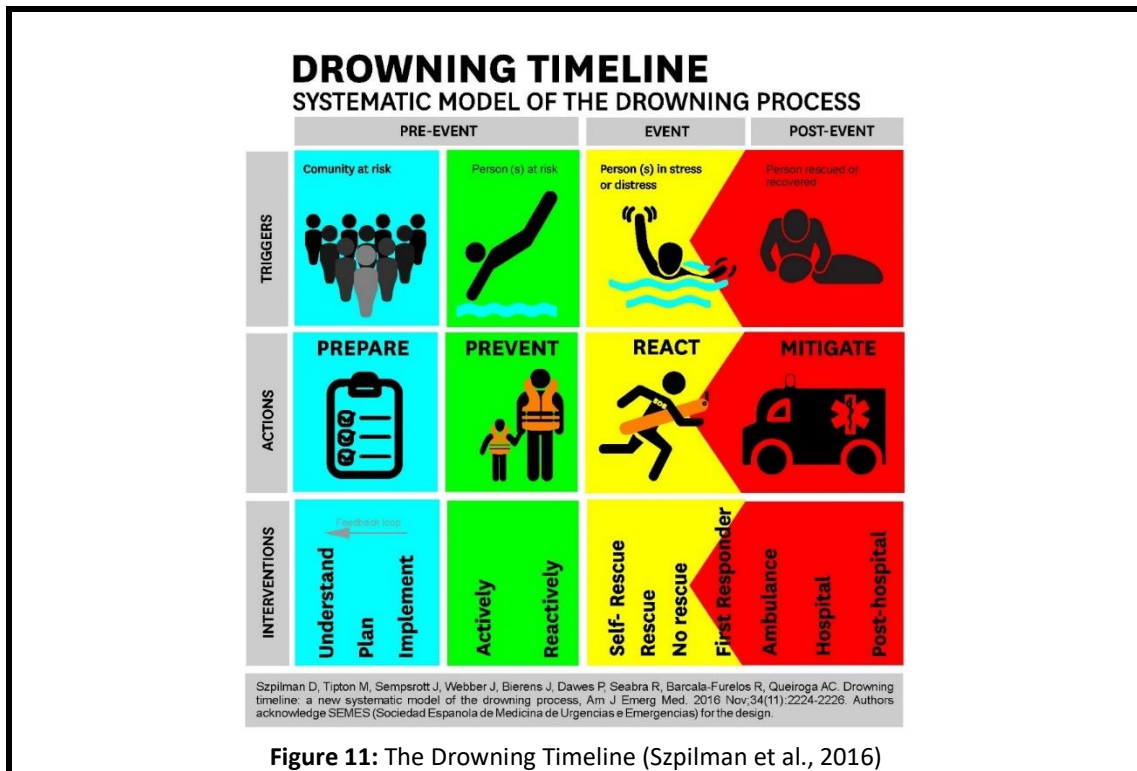 DROWNING TIMELINE
SYSTEMATIC MODEL OF THE DROWNING PROCESS
PRE-EVENT
EVENT
POST-EVENT
TRIGGERS
Comunity at risk
Person (s) at risk
Person (s) in stress
or distress
Person rescued or
recovered
ACTIONS
PREPARE
PREVENT
REACT
MITIGATE
SOS
INTERVENTIONS
Feedback loop
Understand
Plan
Implement
Actively
Reactively
Self- Rescue
Rescue
No rescue
First Responder
Ambulance
Hospital
Post-hospital
Szpilman D, Tipton M, Sempsrott J, Webber J, Bierens J, Dawes P, Seabra R, Barcala-Furelos R, Queiroga AC. Drowning
timeline: a new systematic model of the drowning process, Am J Emerg Med. 2016 Nov;34(11):2224-2226. Authors
acknowledge SEMES (Sociedad Espanola de Medicina de Urgencias e Emergencias) for the design.
Figure 11: The Drowning Timeline (Szpilman et al., 2016)